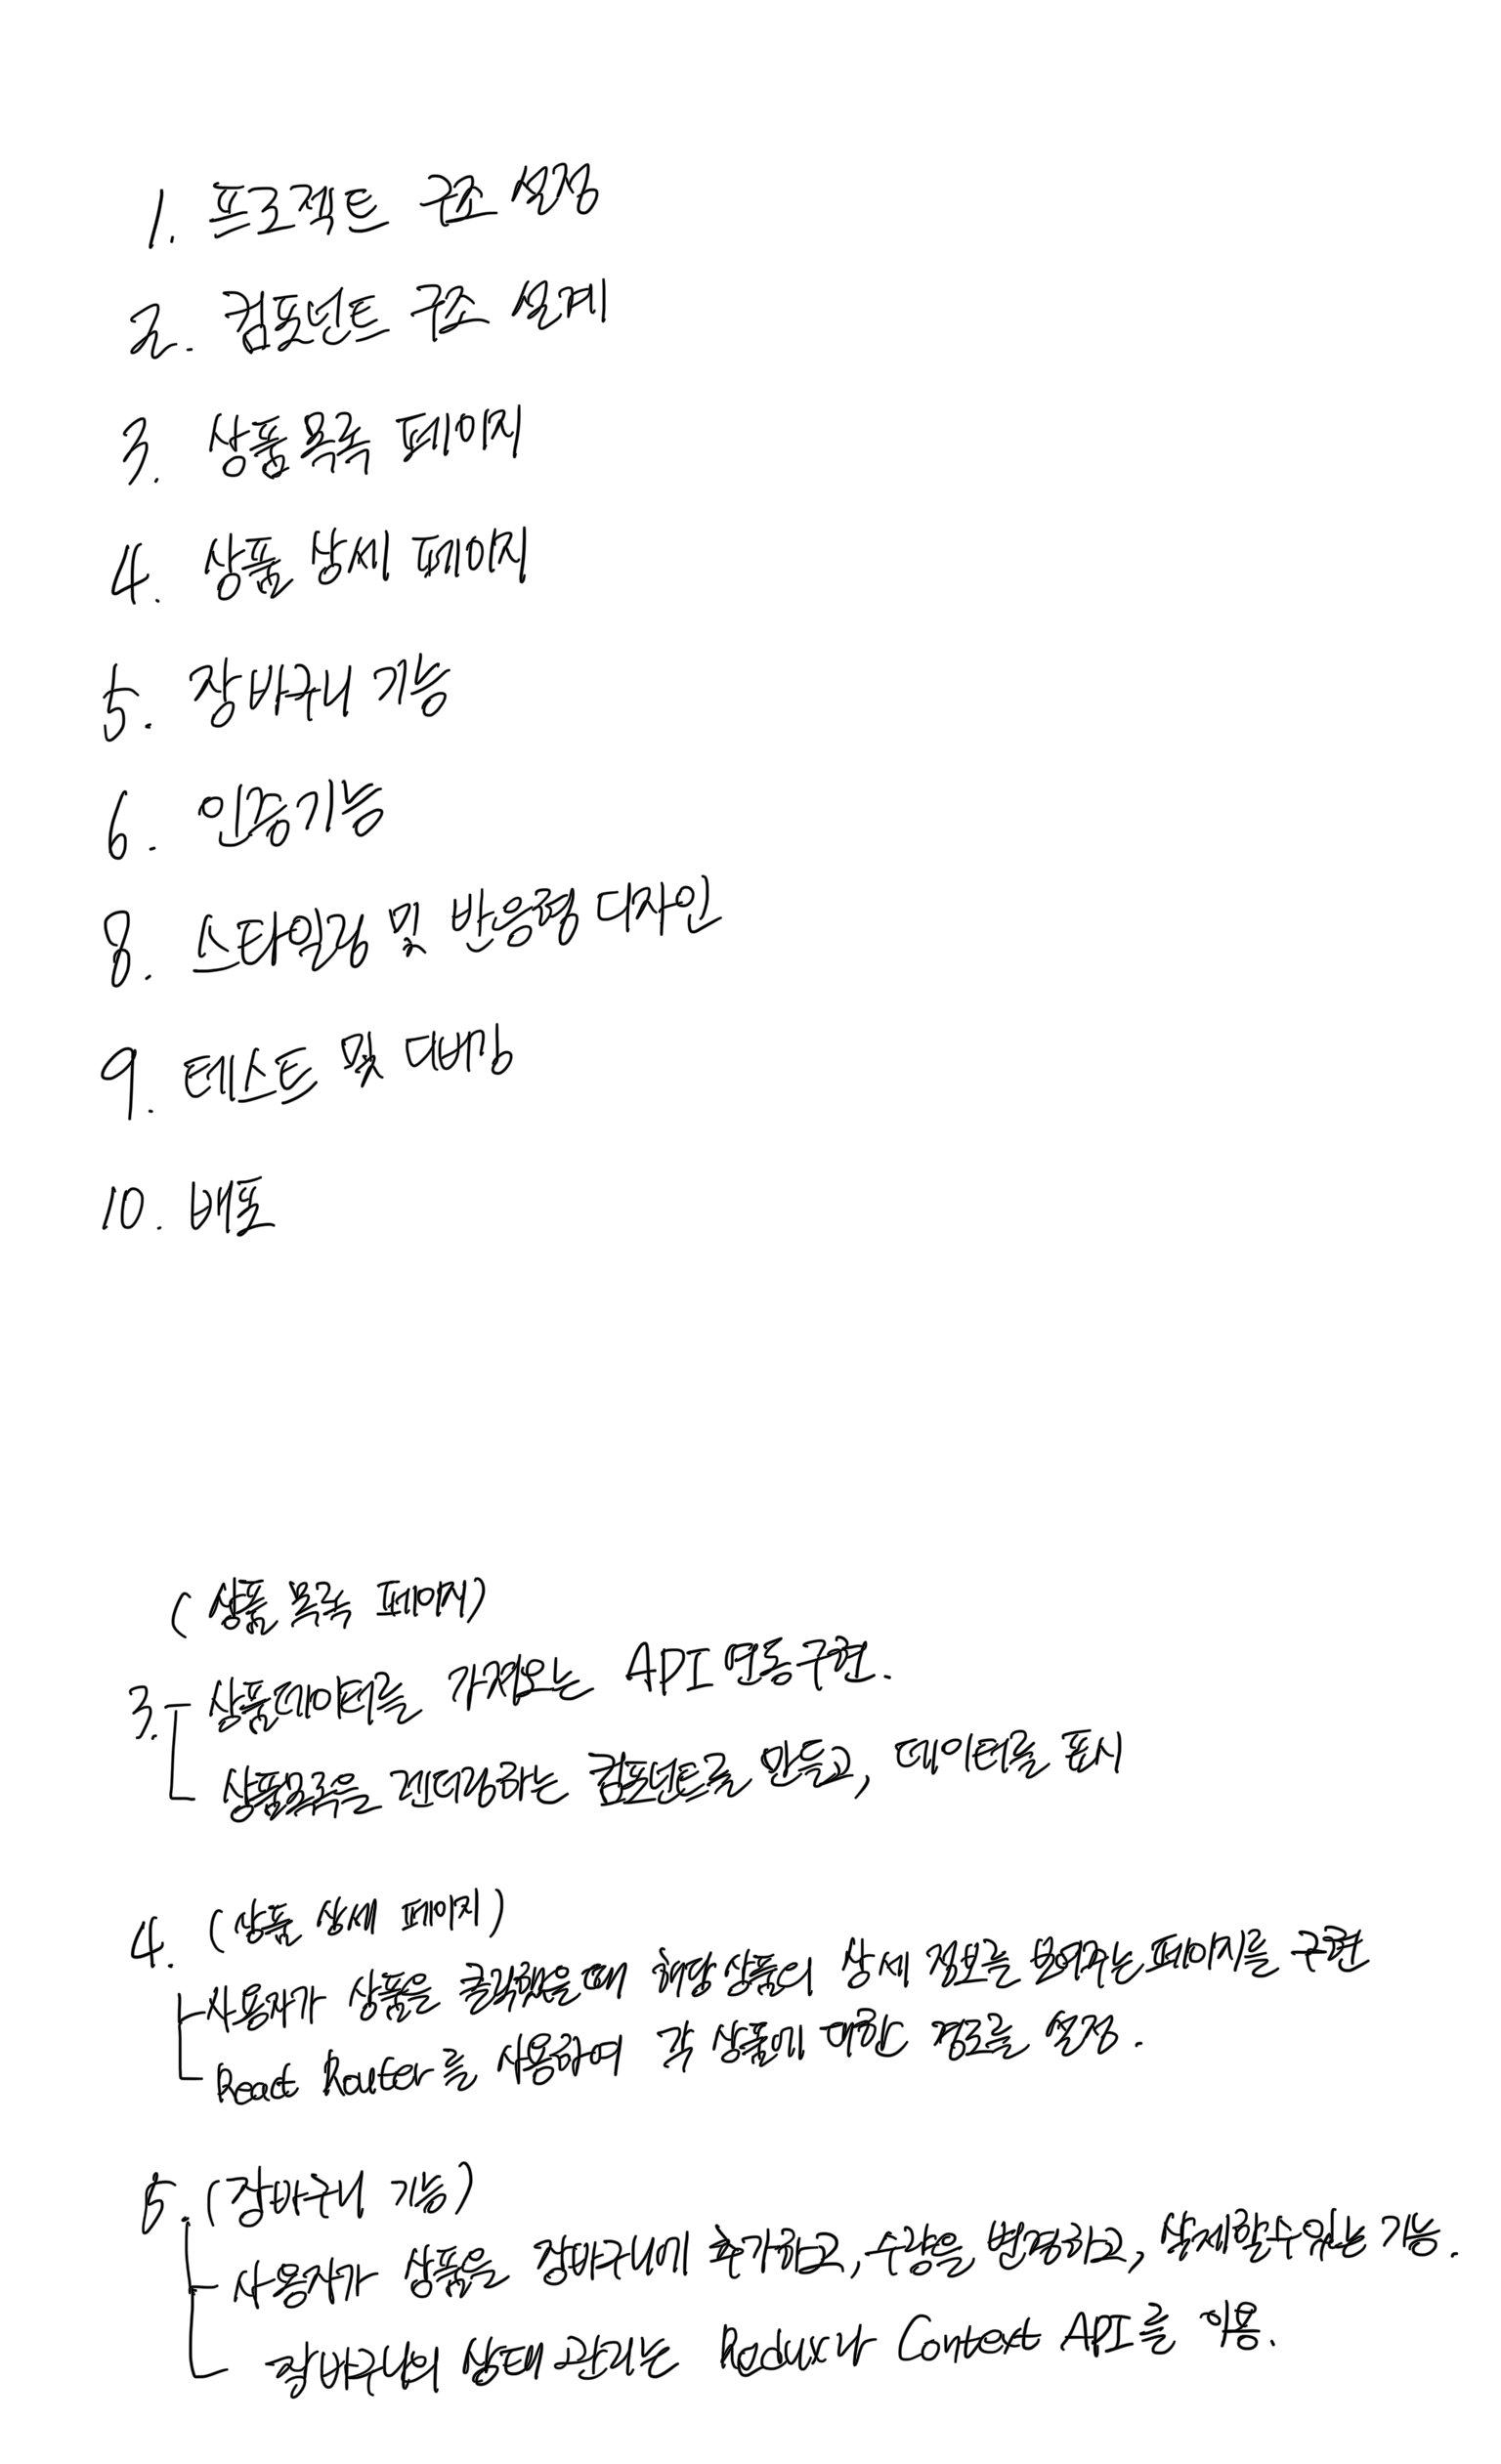 1. 프로젝트 구조 설정
2. 컴포넌트 구조 설계
3. 상품목록 페이지
4. 상품 상세 페이지
5. 장바구니 기능
6. 인증기능
8. 스타일링 및 반응형 디자인
9. 테스트 및 디버깅
10. 배포
(상품 목록 페이지)
3. 상품데이터를 가져오는 API 연동구현.
상품목록을 렌더링하는 컴포넌트를 만들고, 데이터를 표시
4. (상품 상세 페이지)
사용자가 상품을 클릭했을때 해당 상품의 상세 정보를 보여주는 페이지를 구현
React Router를 사용하여 각 상품에 대한 경로를 설정.
5. (장바구니 기능)
사용자가 상품을 장바구니에 추가하고, 수량을 변경하고, 삭제할수있는 기능.
장바구니의 상태 관리는 Redux나 Context API를 이용.